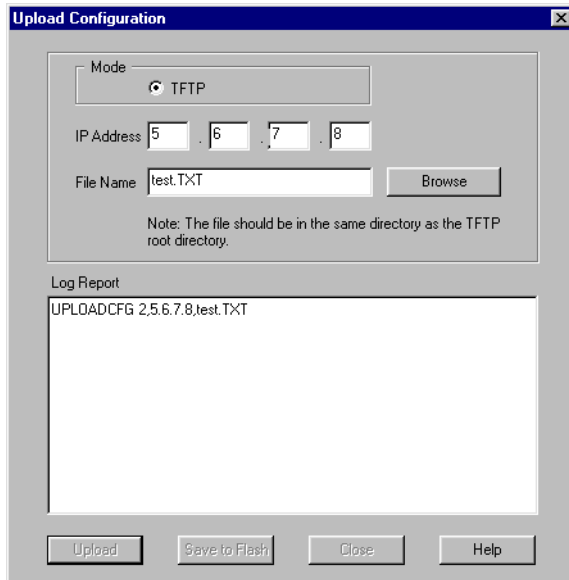 Upload Configuration
Mode
TFTP
IP Address 5 . 6 . 7 . 8
File Name test.TXT Browse
Note: The file should be in the same directory as the TFTP
root directory.
Log Report
UPLOADCFG 2,5.6.7.8,test.TXT
Upload Save to Flash Close Help